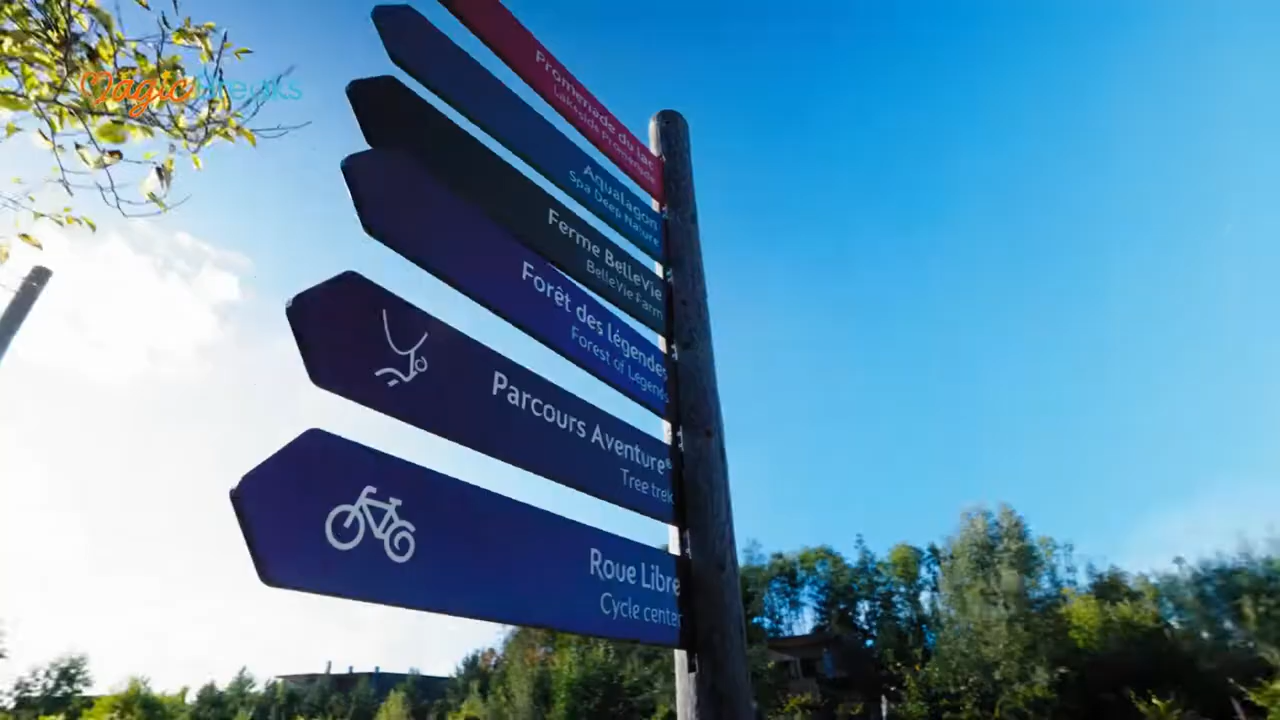 MagicBreaks
Promenade du lac
Lakeside Promenade
Aqualagon
Spa Deep Nature
Ferme BelleVie
BelleVie Farm
Forêt des légendes
Forest of Legends
Parcours Aventure®
Tree trek
Roue Libre
Cycle center